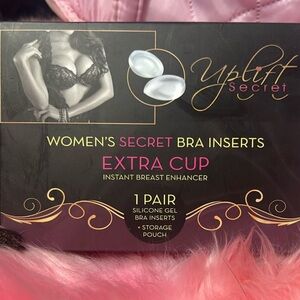 Uplift
Secret
WOMEN'S SECRET BRA INSERTS
EXTRA CUP
INSTANT BREAST ENHANCER
1 PAIR
SILICONE GEL
BRA INSERTS
+ STORAGE
POUCH